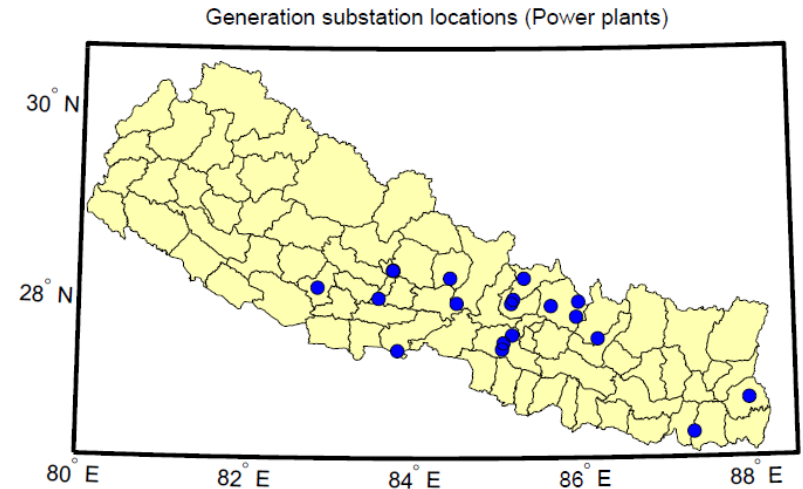 Generation substation locations (Power plants)
30° N
28° N
80° E
82° E
84° E
86° E
88° E